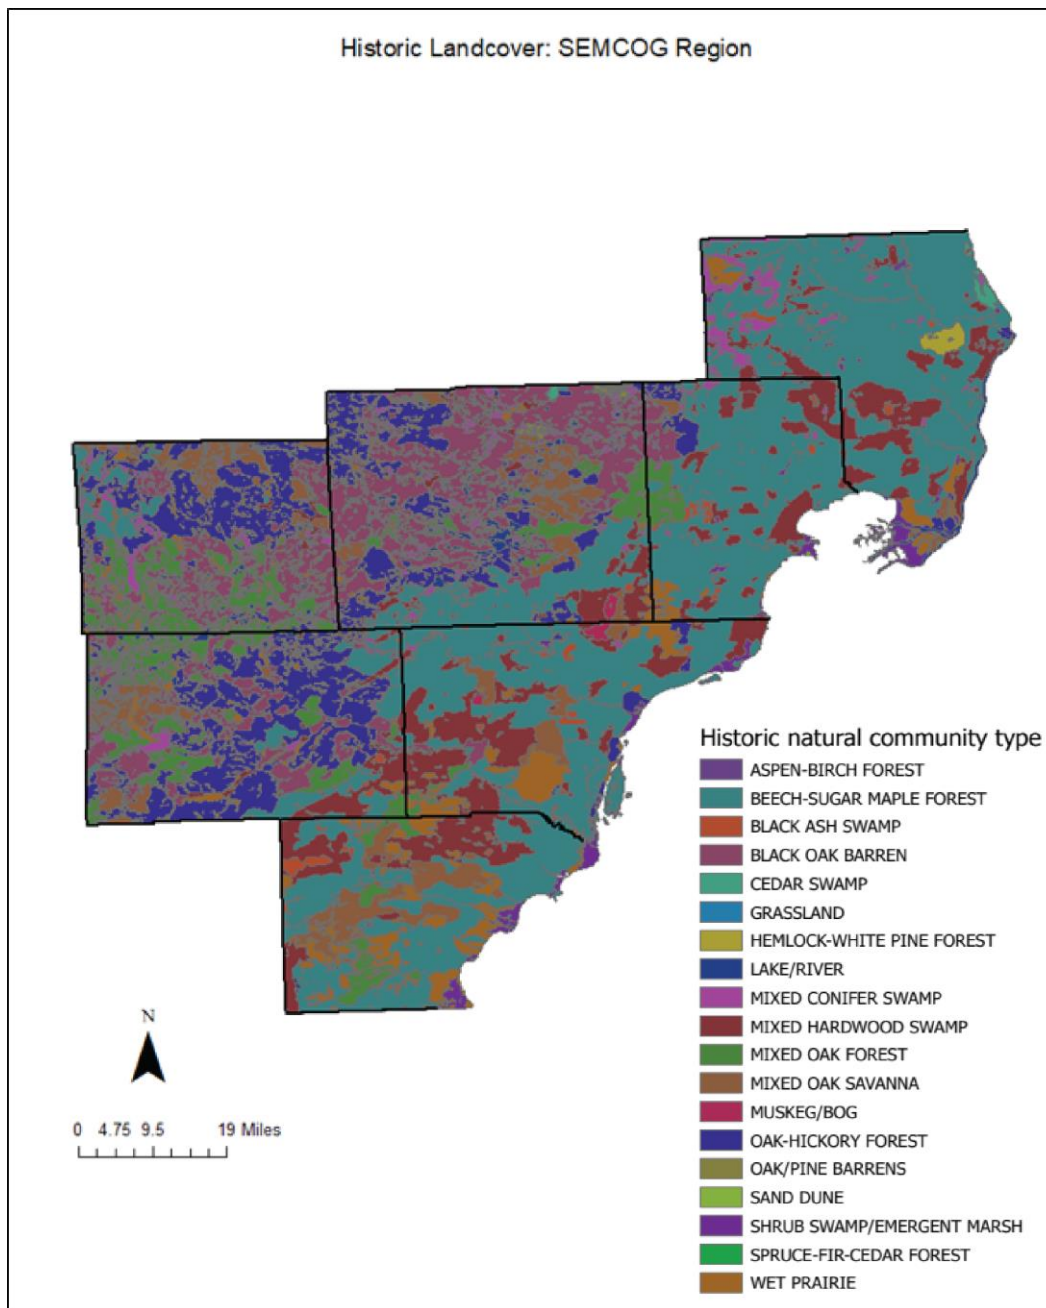 Historic Landcover: SEMCOG Region
Historic natural community type
ASPEN-BIRCH FOREST
BEECH-SUGAR MAPLE FOREST
BLACK ASH SWAMP
BLACK OAK BARREN
CEDAR SWAMP
GRASSLAND
HEMLOCK-WHITE PINE FOREST
LAKE/RIVER
MIXED CONIFER SWAMP
MIXED HARDWOOD SWAMP
MIXED OAK FOREST
MIXED OAK SAVANNA
MUSKEG/BOG
OAK-HICKORY FOREST
OAK/PINE BARRENS
SAND DUNE
SHRUB SWAMP/EMERGENT MARSH
SPRUCE-FIR-CEDAR FOREST
WET PRAIRIE
N
0 4.75 9.5 19 Miles